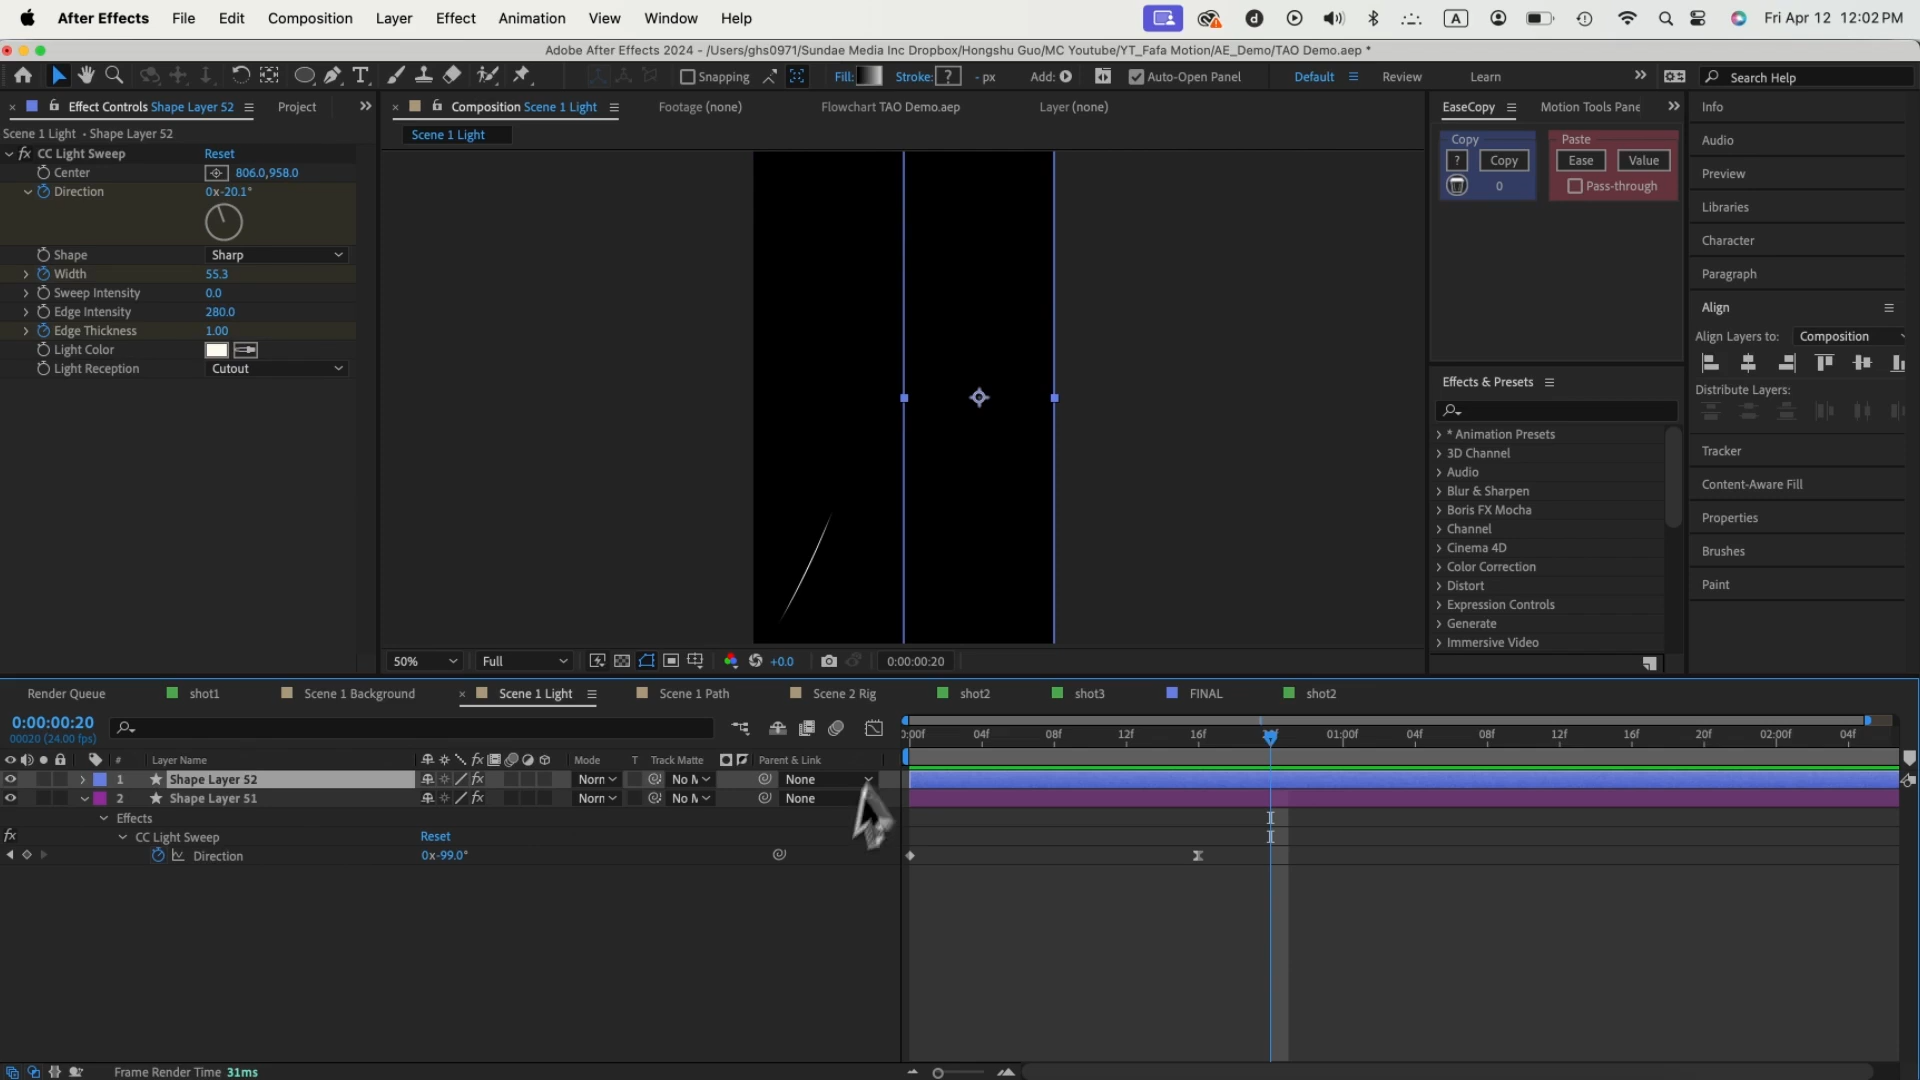 After Effects File Edit Composition Layer Effect Animation View Window Help A Fri Apr 12 12:02 PM
Adobe After Effects 2024 - /Users/ghs0971/Sundae Media Inc Dropbox/Hongshu Guo/MC Youtube/YT_Fafa Motion/AE_Demo/TAO Demo.aep *
T Snapping Fill: Stroke: ? - px Add: Auto-Open Panel Default Review Learn Search Help
Effect Controls Shape Layer 52 Project
Composition Scene 1 Light Footage (none) Flowchart TAO Demo.aep Layer (none)
EaseCopy Motion Tools Pane
Info
Scene 1 Light • Shape Layer 52
Scene 1 Light
Copy Paste
? Copy Ease Value
0 Pass-through
fx CC Light Sweep Reset
Center 806.0,958.0
Direction 0x-20.1°
Shape Sharp
Width 55.3
Sweep Intensity 0.0
Edge Intensity 280.0
Edge Thickness 1.00
Light Color
Light Reception Cutout
Audio
Preview
Libraries
Character
Paragraph
Align
Align Layers to: Composition
Distribute Layers:
Tracker
Content-Aware Fill
Properties
Brushes
Paint
Effects & Presets
* Animation Presets
3D Channel
Audio
Blur & Sharpen
Boris FX Mocha
Channel
Cinema 4D
Color Correction
Distort
Expression Controls
Generate
Immersive Video
50% Full +0.0 0:00:00:20
Render Queue shot1 Scene 1 Background Scene 1 Light Scene 1 Path Scene 2 Rig shot2 shot3 FINAL shot2
0:00:00:20
00020 (24.00 fps)
04f 08f 12f 16f 01:00f 04f 08f 12f 16f 20f 02:00f 04f
# Layer Name fx Mode T Track Matte Parent & Link
1 Shape Layer 52 fx Norn No M None
2 Shape Layer 51 fx Norn No M None
Effects
fx CC Light Sweep Reset
Direction 0x-99.0°
Frame Render Time 31ms